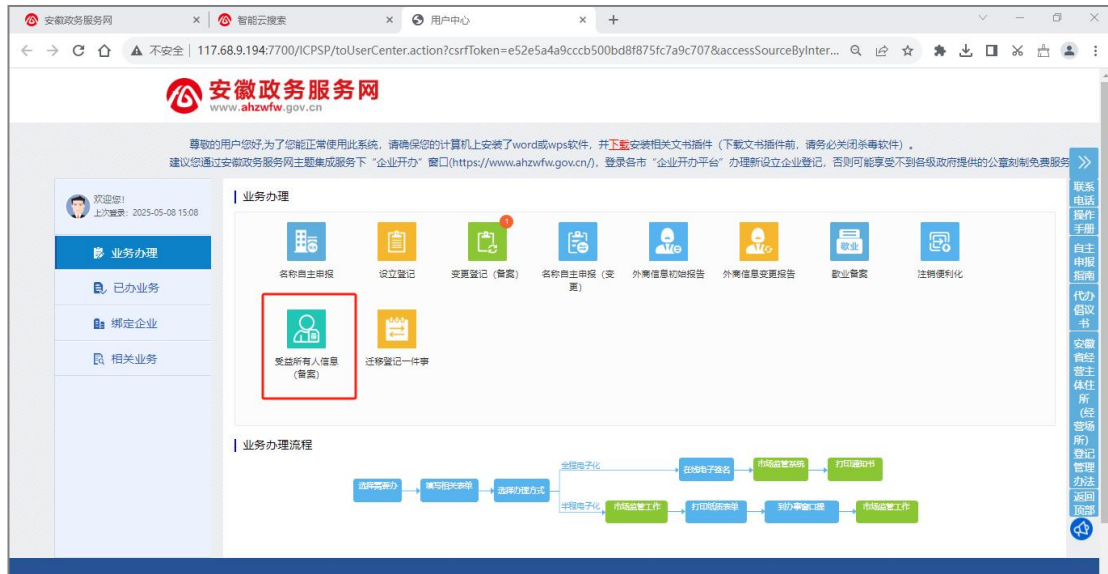 安徽政务服务网
智能云搜索
用户中心
不安全 | 117.68.9.194:7700/ICPSP/toUserCenter.action?csrfToken=e52e5a4a9cccb500bd8f875fc7a9c707&accessSourceByInter...
安徽政务服务网
www.ahzwfw.gov.cn
尊敬的用户您好,为了您能正常使用此系统，请确保您的计算机上安装了word或wps软件，并下载安装相关文书插件（下载文书插件前，请务必关闭杀毒软件）.
建议您通过安徽政务服务网主题集成服务下“企业开办”窗口(https://www.ahzwfw.gov.cn/)，登录各市“企业开办平台”办理新设立企业登记，否则可能享受不到各级政府提供的公章刻制免费服务
欢迎您!
上次登录: 2025-05-08 15:08
业务办理
已办业务
绑定企业
相关业务
业务办理
1
敬业
名称自主申报
设立登记
变更登记（备案）
名称自主申报（变
更）
外商信息初始报告
外商信息变更报告
歇业备案
注销便利化
受益所有人信息
（备案）
迁移登记一件事
业务办理流程
选择需要办
填写相关表单
选择办理方式
全程电子化
在线电子签名
市场监管系统
打印通知书
半程电子化
市场监管工作
打印纸质表单
到办事窗口提
市场监管工作
联系
电话
操作
手册
自主
申报
指南
代办
倡议
书
安徽
省经
营主
体住
所
（经
营场
所）
登记
管理
办法
返回
顶部